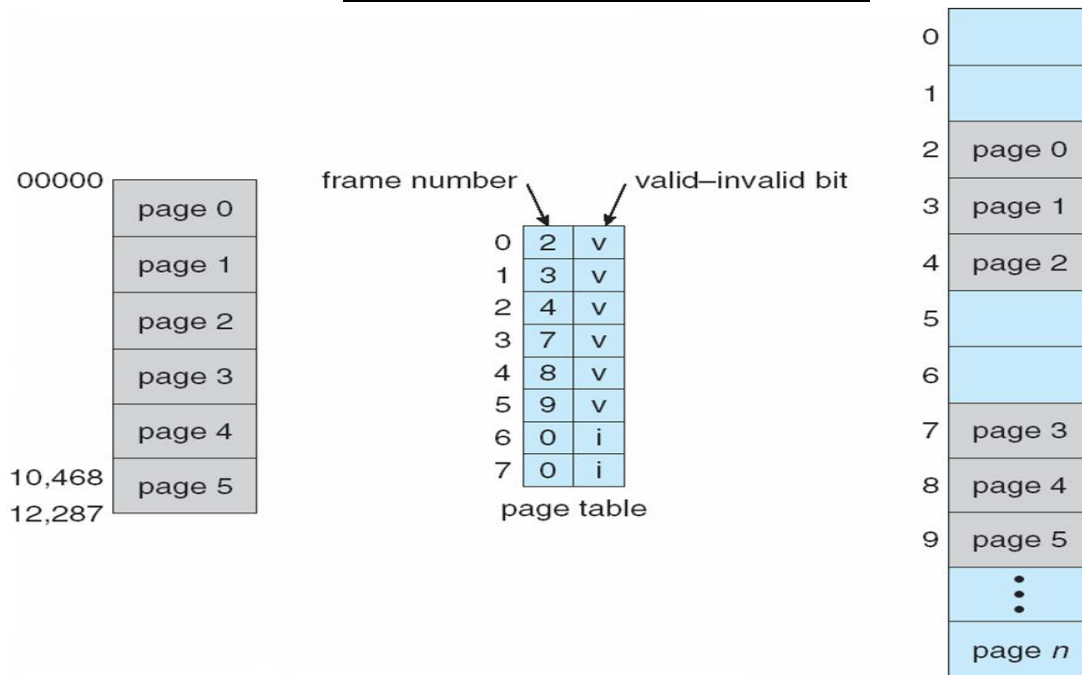 00000
page 0
page 1
page 2
page 3
page 4
10,468
page 5
12,287
frame number
valid–invalid bit
0 2 v
1 3 v
2 4 v
3 7 v
4 8 v
5 9 v
6 0 i
7 0 i
page table
0
1
2 page 0
3 page 1
4 page 2
5
6
7 page 3
8 page 4
9 page 5
page n